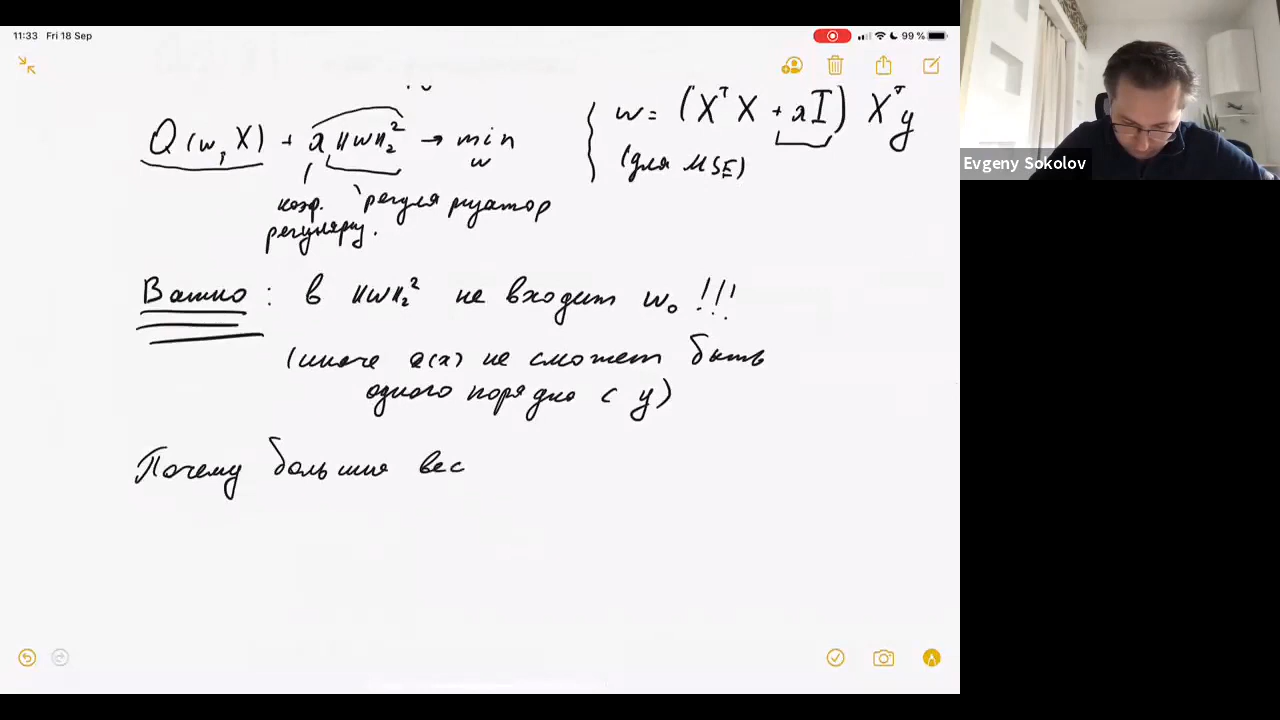 11:33 Fri 18 Sep
99 %
Q(w, X) + λ ||w||₂² → min
w
w = (XᵀX + λI) Xᵀy
(для MSE)
коэф. регуляризатор
регуляриз.
Важно: в ||w||₂² не входит w₀ !!!
(иначе a(x) не сможет быть
одного порядка с y)
Почему большие вес
Evgeny Sokolov